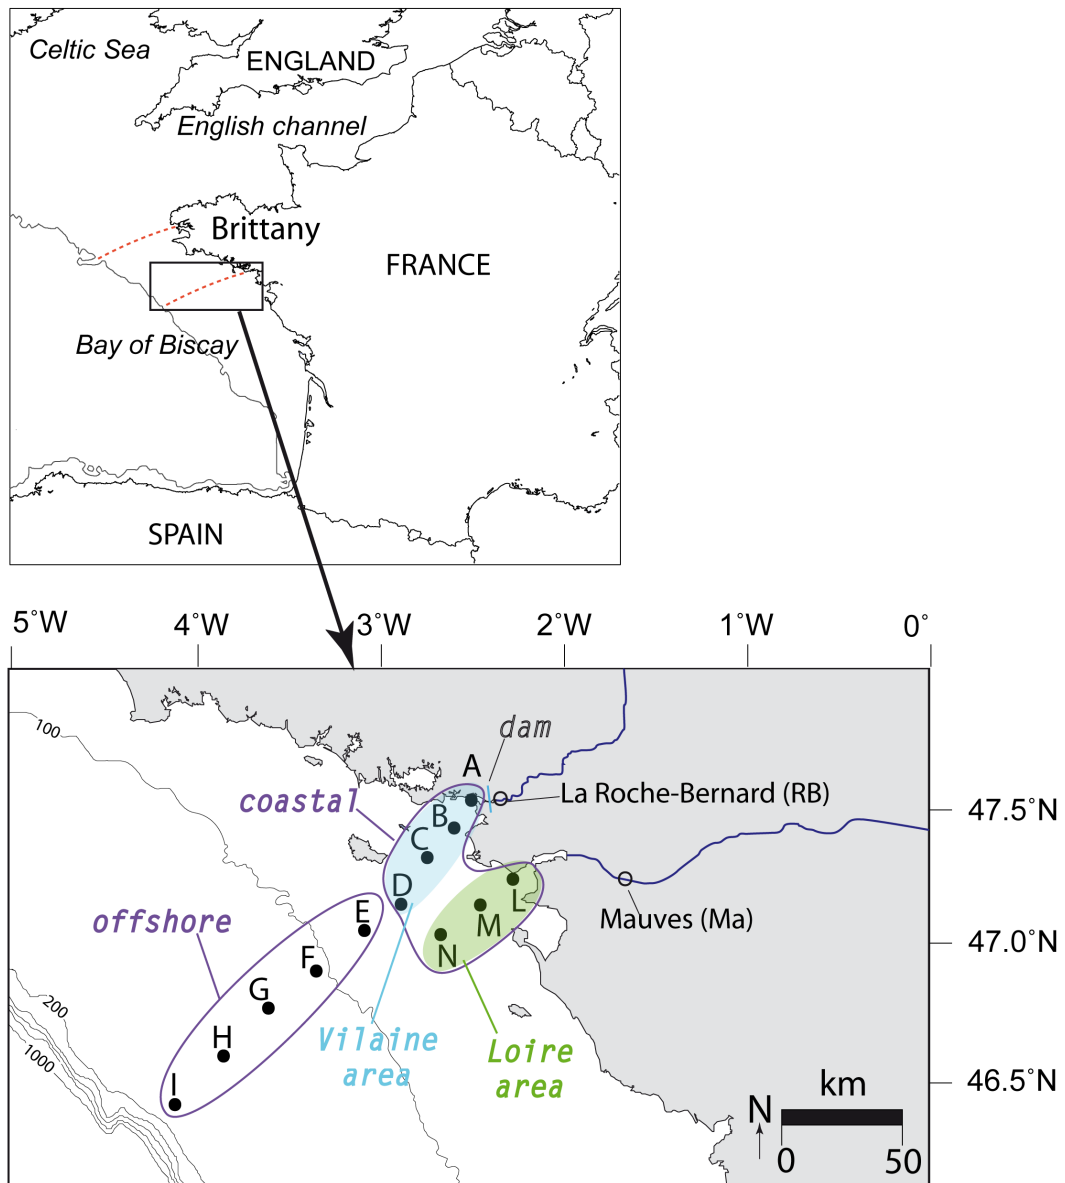 Celtic Sea
ENGLAND
English channel
Brittany
FRANCE
Bay of Biscay
SPAIN
5°W 4°W 3°W 2°W 1°W 0°
100
dam
A
La Roche-Bernard (RB)
coastal
47.5°N
B
C
D
L
Mauves (Ma)
E
offshore
M
47.0°N
F
N
G
200
H
Vilaine
area
Loire
area
1000
I
46.5°N
km
N
0 50